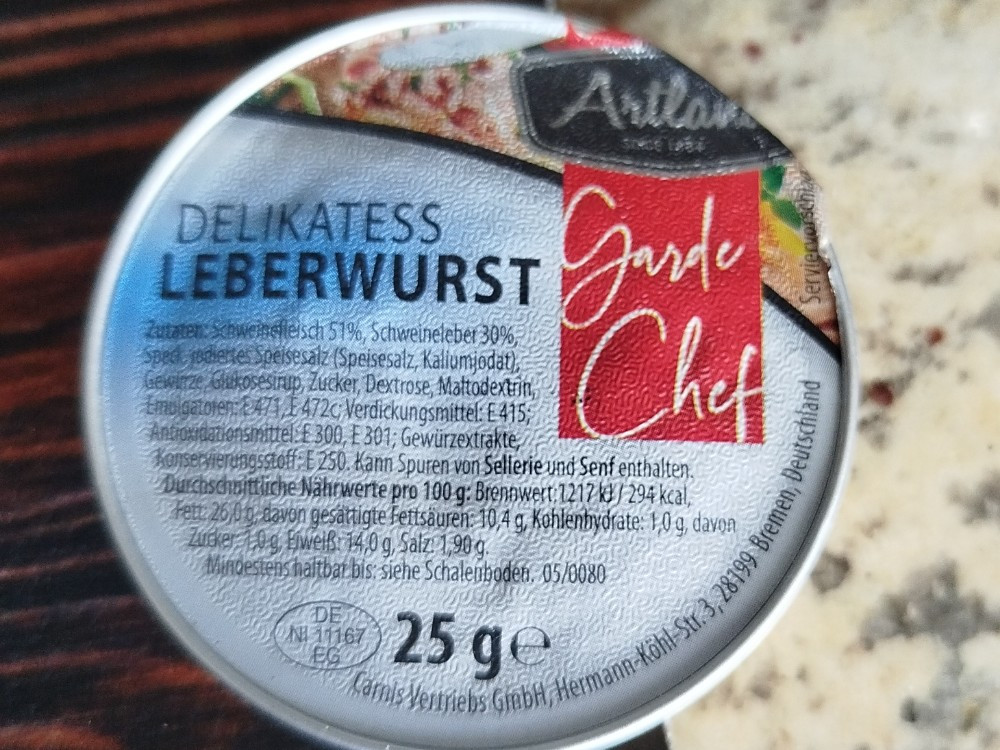 Artlan
SINCE 1986
Garde
Chef
DELIKATESS
LEBERWURST
Zutaten: Schweinefleisch 51%, Schweineleber 30%,
Speck, jodiertes Speisesalz (Speisesalz, Kaliumjodat),
Gewürze, Glukosesirup, Zucker, Dextrose, Maltodextrin,
Emulgatoren: E 471, E 472c; Verdickungsmittel: E 415;
Antioxidationsmittel: E 300, E 301; Gewürzextrakte,
Konservierungsstoff: E 250. Kann Spuren von Sellerie und Senf enthalten.
Durchschnittliche Nährwerte pro 100 g: Brennwert:1217 kJ / 294 kcal,
Fett: 26,0 g, davon gesättigte Fettsäuren: 10,4 g, Kohlenhydrate: 1,0 g, davon
Zucker: 1,0 g, Eiweiß: 14,0 g, Salz: 1,90 g.
Mindestens haltbar bis: siehe Schalenboden. 05/0080
DE
NI 11167
EG
25 g e
Carnis Vertriebs GmbH, Hermann-Köhl-Str. 3, 28199 Bremen, Deutschland